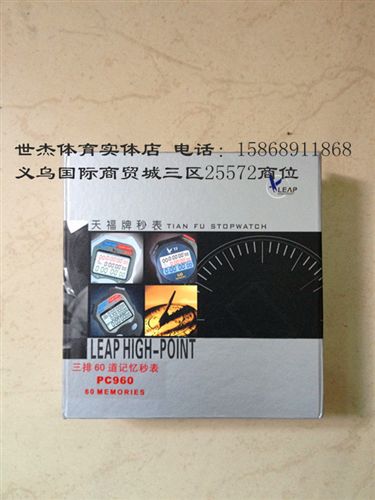 世杰体育实体店 电话: 15868911868
义乌国际商贸城三区25572商位
LEAP
天福牌秒表 TIAN FU STOPWATCH
LEAP HIGH-POINT
三排60道记忆秒表
PC960
60 MEMORIES